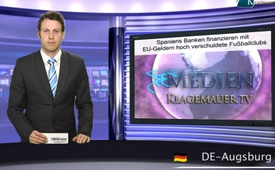 K
Spaniens Banken finanzieren mit
EU-Geldern hoch verschuldete Fußballclubs
MEDIEN
KLAGEMAUER TV
DE-Augsburg